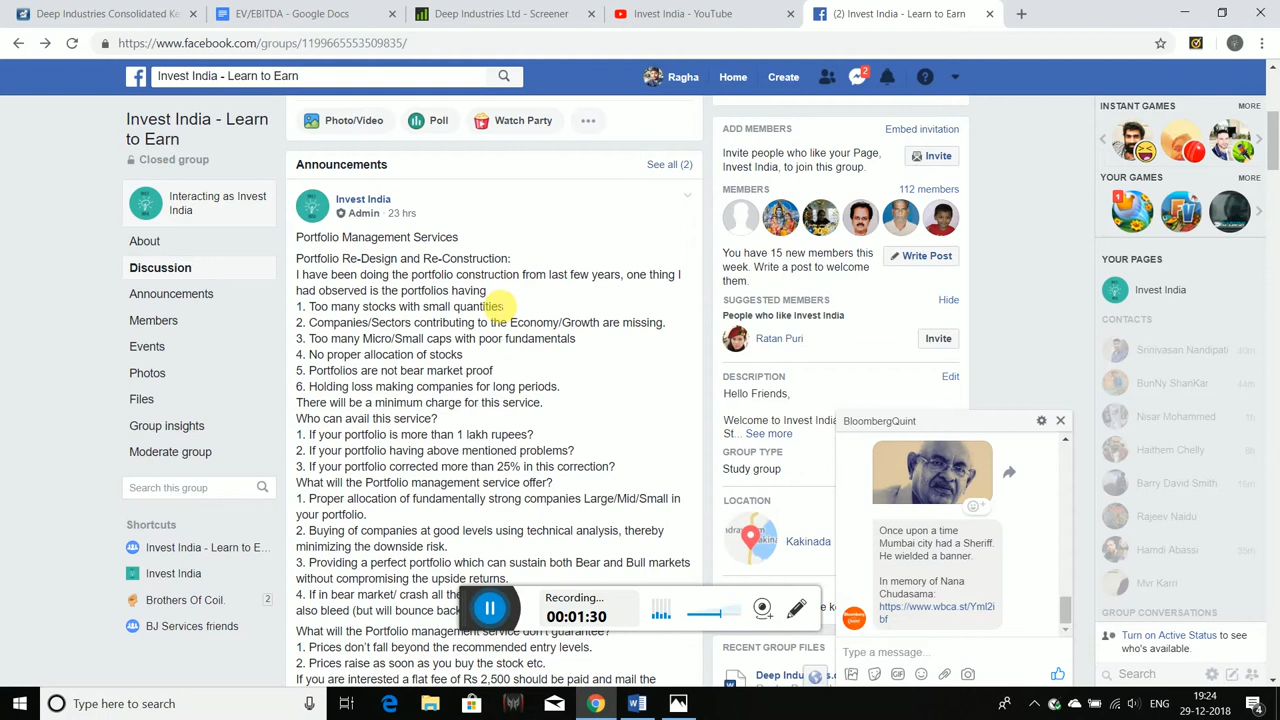 Deep Industries Consolidated Ke
EV/EBITDA - Google Docs
Deep Industries Ltd - Screener
Invest India - YouTube
(2) Invest India - Learn to Earn
https://www.facebook.com/groups/1199665553509835/
Invest India - Learn to Earn
Ragha
Home
Create
2
Invest India - Learn to Earn
Closed group
Interacting as Invest India
About
Discussion
Announcements
Members
Events
Photos
Files
Group insights
Moderate group
Search this group
Shortcuts
Invest India - Learn to E...
Invest India
Brothers Of Coil.
2
BJ Services friends
Photo/Video
Poll
Watch Party
Announcements
See all (2)
Invest India
Admin · 23 hrs
Portfolio Management Services
Portfolio Re-Design and Re-Construction:
I have been doing the portfolio construction from last few years, one thing I
had observed is the portfolios having
1. Too many stocks with small quantities
2. Companies/Sectors contributing to the Economy/Growth are missing.
3. Too many Micro/Small caps with poor fundamentals
4. No proper allocation of stocks
5. Portfolios are not bear market proof
6. Holding loss making companies for long periods.
There will be a minimum charge for this service.
Who can avail this service?
1. If your portfolio is more than 1 lakh rupees?
2. If your portfolio having above mentioned problems?
3. If your portfolio corrected more than 25% in this correction?
What will the Portfolio management service offer?
1. Proper allocation of fundamentally strong companies Large/Mid/Small in
your portfolio.
2. Buying of companies at good levels using technical analysis, thereby
minimizing the downside risk.
3. Providing a perfect portfolio which can sustain both Bear and Bull markets
without compromising the upside returns.
4. If in bear market/ crash all the
also bleed (but will bounce back
What will the Portfolio management service don't guarantee?
1. Prices don't fall beyond the recommended entry levels.
2. Prices raise as soon as you buy the stock etc.
If you are interested a flat fee of Rs 2,500 should be paid and mail the
Recording...
00:01:30
ADD MEMBERS
Embed invitation
Invite people who like your Page,
Invest India, to join this group.
Invite
MEMBERS
112 members
You have 15 new members this
week. Write a post to welcome
them.
Write Post
SUGGESTED MEMBERS
Hide
People who like Invest India
Ratan Puri
Invite
DESCRIPTION
Edit
Hello Friends,
Welcome to Invest Indi
St... See more
GROUP TYPE
Study group
LOCATION
Kakinada
RECENT GROUP FILES
Deep Indus
BloombergQuint
Once upon a time
Mumbai city had a Sheriff.
He wielded a banner.
In memory of Nana
Chudasama:
https://www.wbca.st/Yml2i
bf
Type a message...
INSTANT GAMES
MORE
YOUR GAMES
MORE
1
YOUR PAGES
Invest India
CONTACTS
Srinivasan Nandipati
40m
BunNy ShanKar
44m
Nisar Mohammed
1h
Haithem Chelly
6h
Barry David Smith
16m
Rajeev Naidu
Hamdi Abassi
35m
Mvr Karri
GROUP CONVERSATIONS
Turn on Active Status to see
who's available.
Search
Type here to search
ENG
19:24
29-12-2018